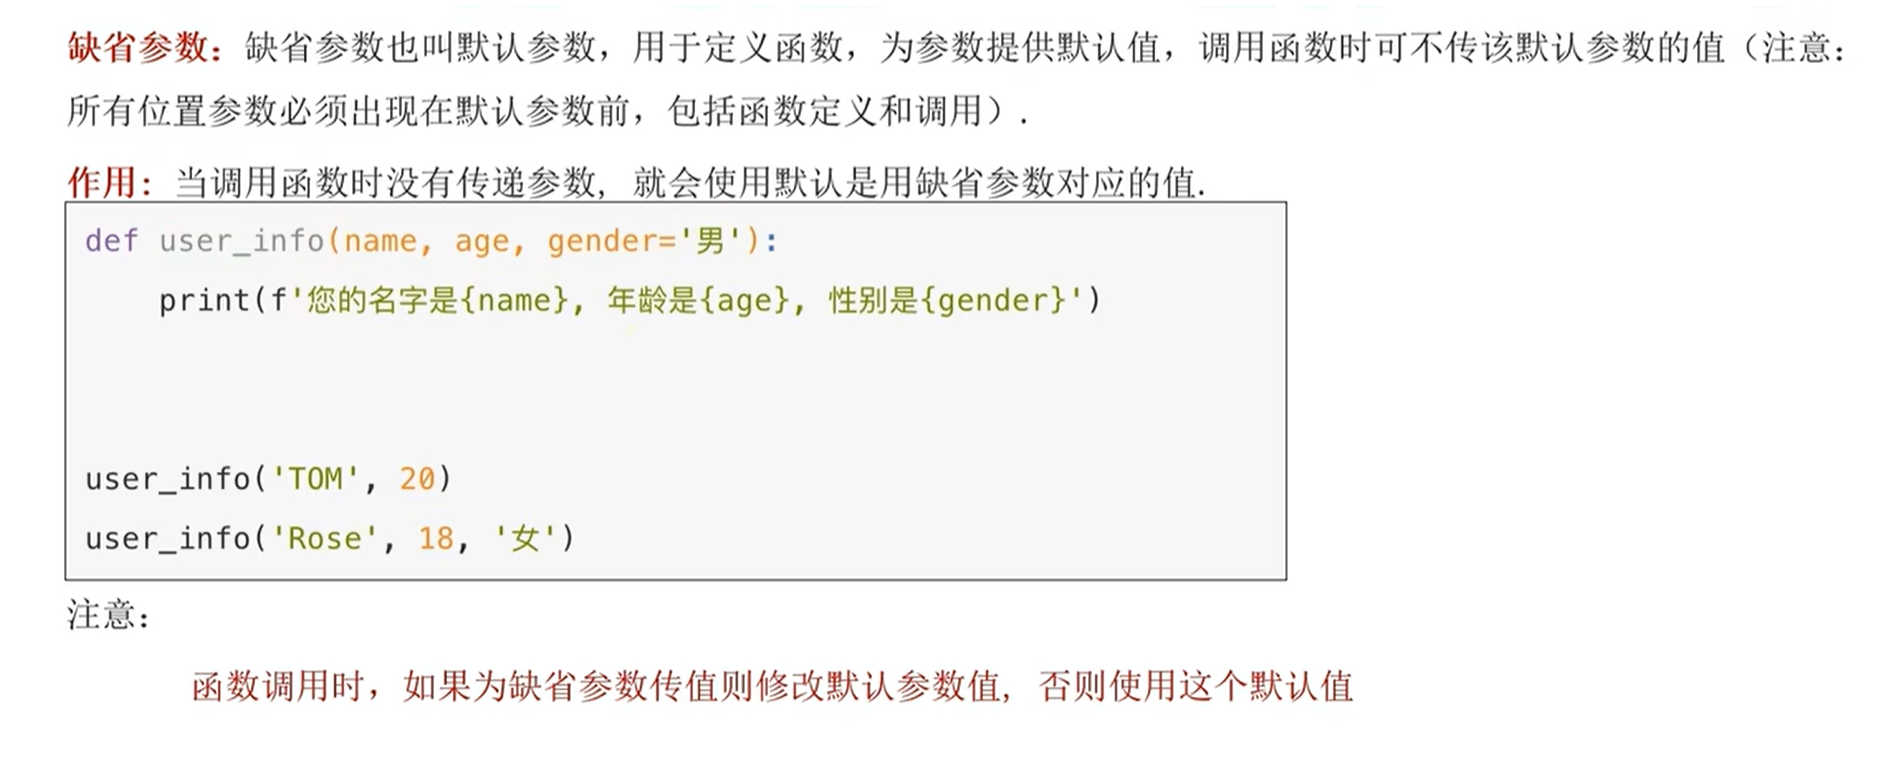 缺省参数：缺省参数也叫默认参数，用于定义函数，为参数提供默认值，调用函数时可不传该默认参数的值（注意：
所有位置参数必须出现在默认参数前，包括函数定义和调用）.
作用：当调用函数时没有传递参数, 就会使用默认是用缺省参数对应的值.
def user_info(name, age, gender='男'):
    print(f'您的名字是{name}, 年龄是{age}, 性别是{gender}')
user_info('TOM', 20)
user_info('Rose', 18, '女')
注意：
函数调用时，如果为缺省参数传值则修改默认参数值, 否则使用这个默认值